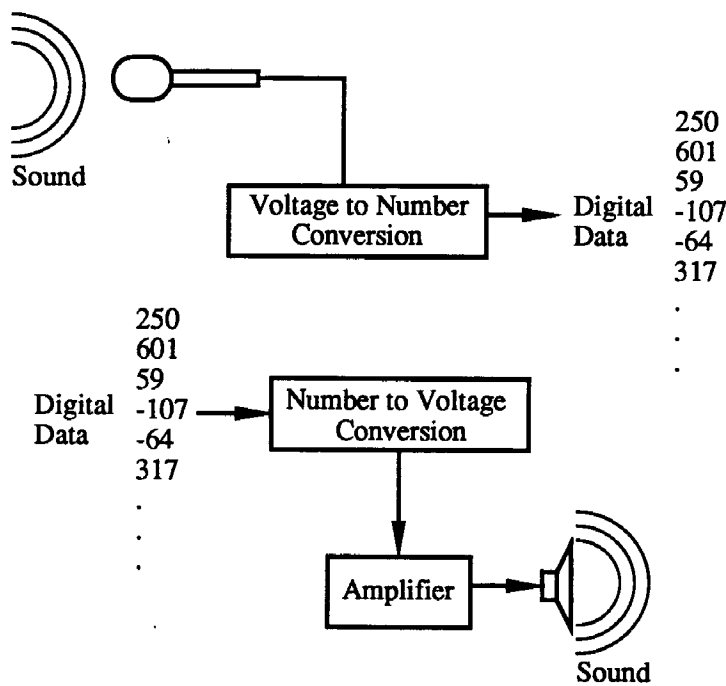 Sound
Voltage to Number
Conversion
Digital
Data
250
601
59
-107
-64
317
.
.
.
250
601
59
-107
-64
317
.
.
.
Digital
Data
Number to Voltage
Conversion
Amplifier
Sound